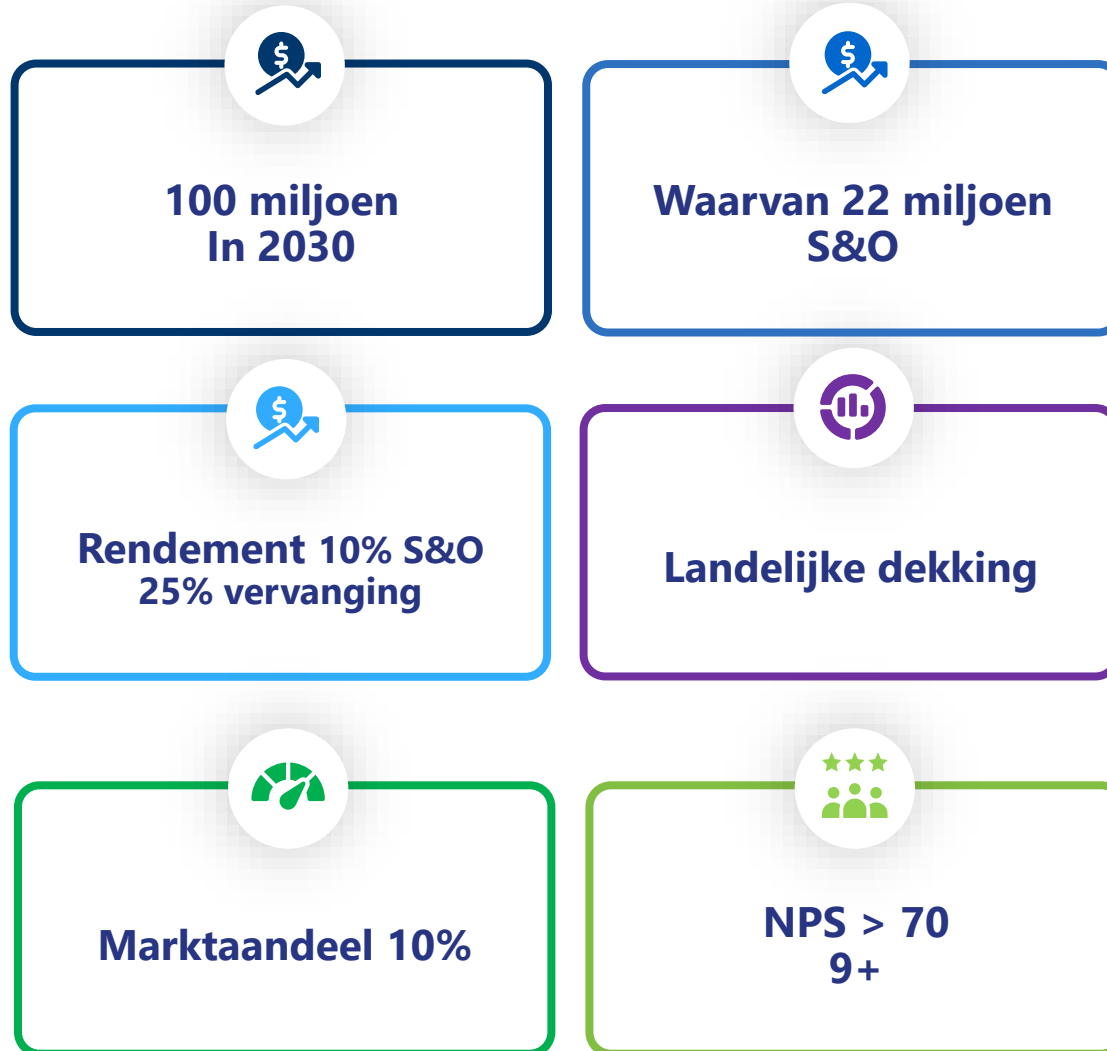 100 miljoen
In 2030
Waarvan 22 miljoen
S&O
Rendement 10% S&O
25% vervanging
Landelijke dekking
Marktaandeel 10%
NPS > 70
9+